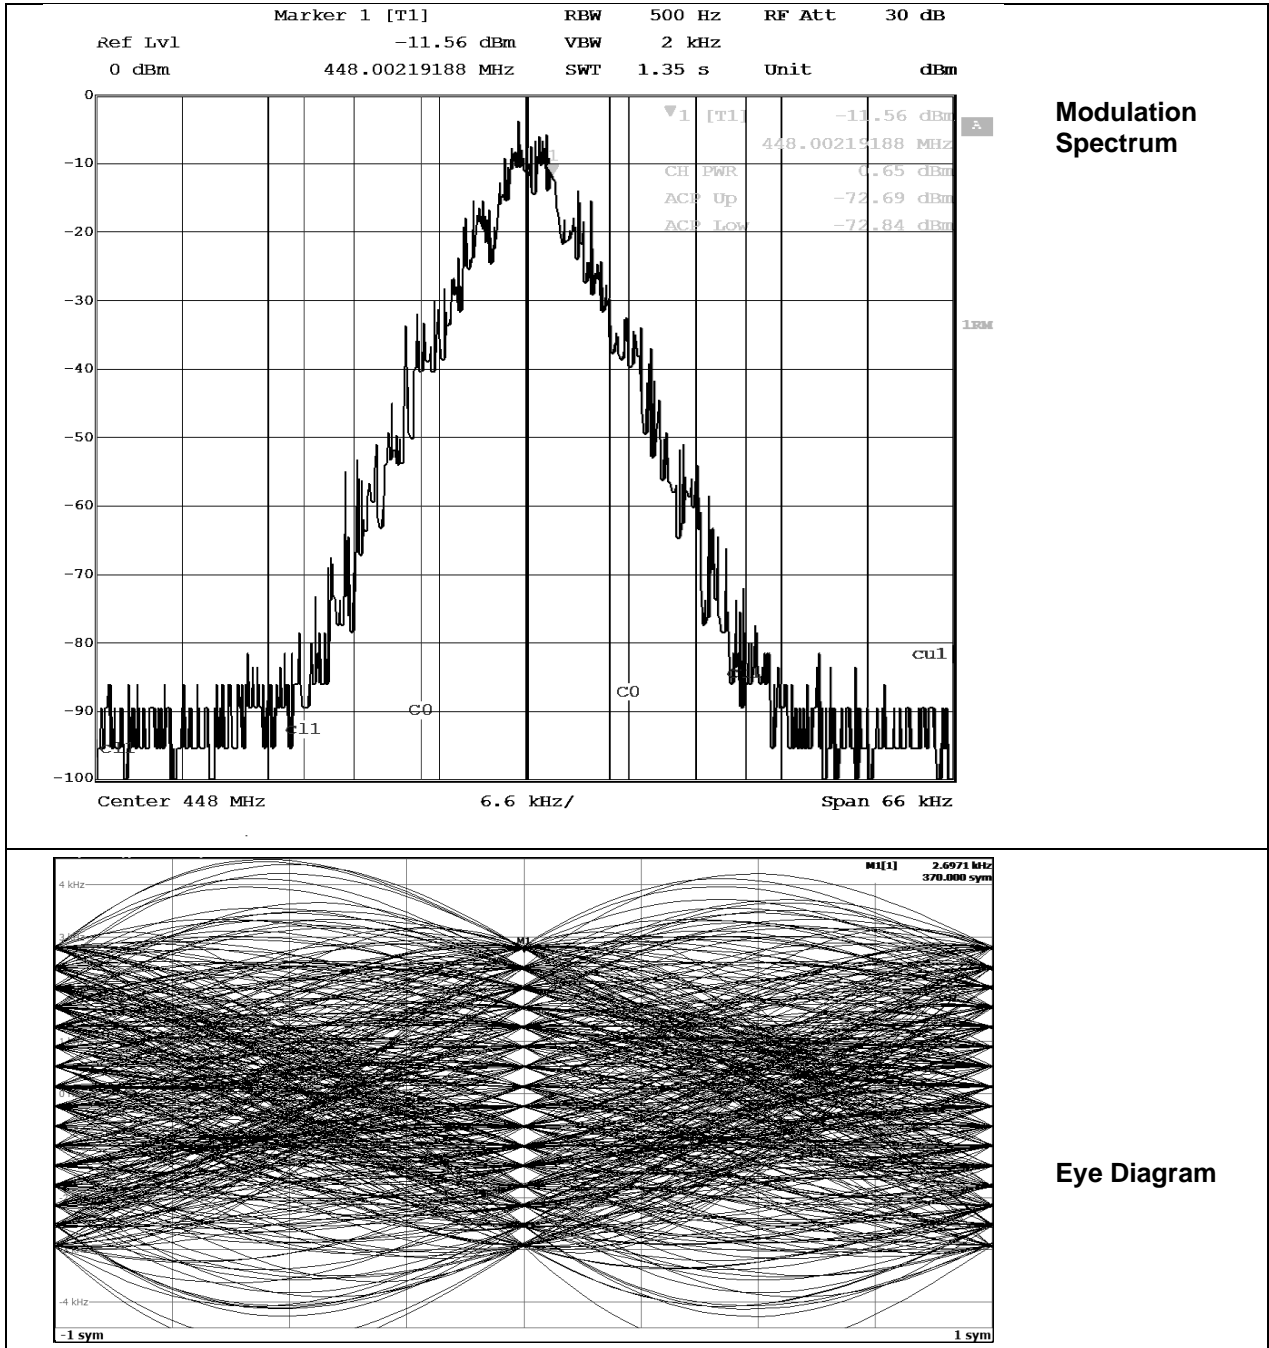 Marker 1 [T1] RBW 500 Hz RF Att 30 dB
Ref Lvl -11.56 dBm VBW 2 kHz
0 dBm 448.00219188 MHz SWT 1.35 s Unit dBm
0
▼1 [T1] -11.56 dBm
A
448.00219188 MHz
1
-10
CH PWR 0.65 dBm
ACP Up -72.69 dBm
-20
ACP Low -72.84 dBm
-30
1RM
-40
-50
-60
-70
-80
cu1
c0
-90
c0
cl1
-100
Center 448 MHz 6.6 kHz/ Span 66 kHz
Modulation
Spectrum
M1[1] 2.6971 kHz
370.000 sym
4 kHz
M1
-4 kHz
-1 sym 1 sym
Eye Diagram